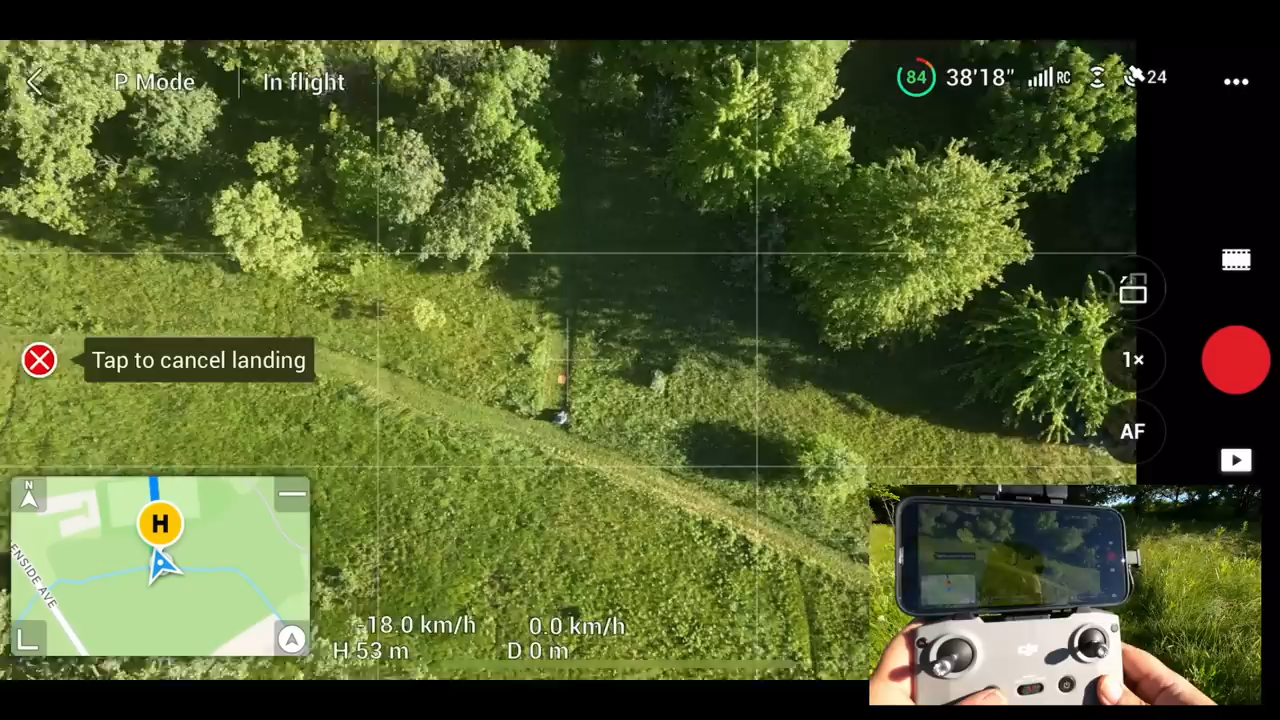 P Mode
In flight
84
38'18"
RC
24
Tap to cancel landing
1×
AF
N
H
ENSIDE AVE
-18.0 km/h
0.0 km/h
H 53 m
D 0 m
dji